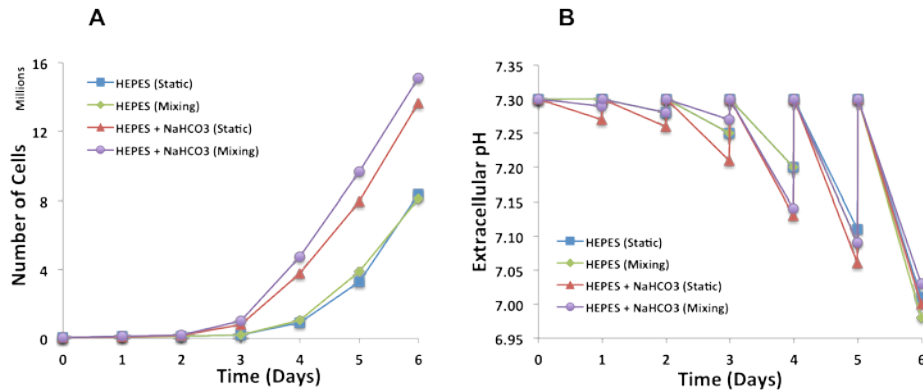 A
Number of Cells
Millions
16
12
8
4
0
HEPES (Static)
HEPES (Mixing)
HEPES + NaHCO3 (Static)
HEPES + NaHCO3 (Mixing)
0 1 2 3 4 5 6
Time (Days)
B
Extracellular pH
7.35
7.30
7.25
7.20
7.15
7.10
7.05
7.00
6.95
HEPES (Static)
HEPES (Mixing)
HEPES + NaHCO3 (Static)
HEPES + NaHCO3 (Mixing)
0 1 2 3 4 5 6
Time (Days)